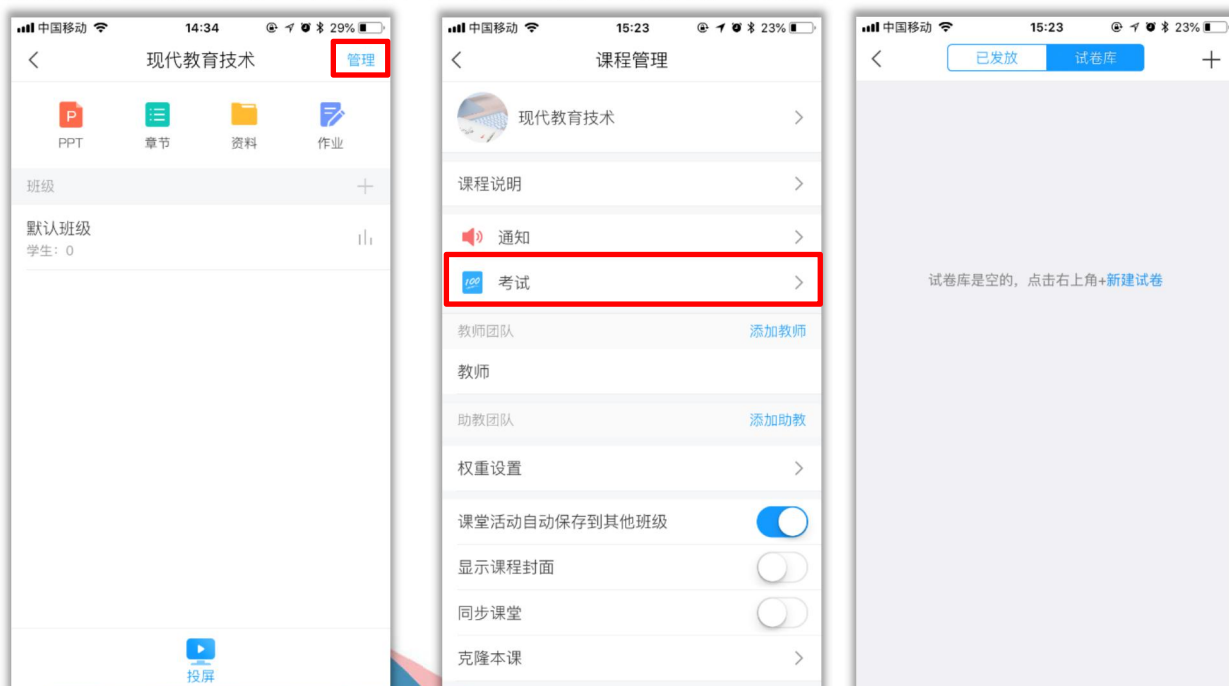 中国移动 14:34 29%
现代教育技术 管理
P
PPT 章节 资料 作业
班级
默认班级
学生：0
投屏
中国移动 15:23 23%
课程管理
现代教育技术
课程说明
通知
100 考试
教师团队 添加教师
教师
助教团队 添加助教
权重设置
课堂活动自动保存到其他班级
显示课程封面
同步课堂
克隆本课
中国移动 15:23 23%
已发放 试卷库
试卷库是空的，点击右上角+新建试卷